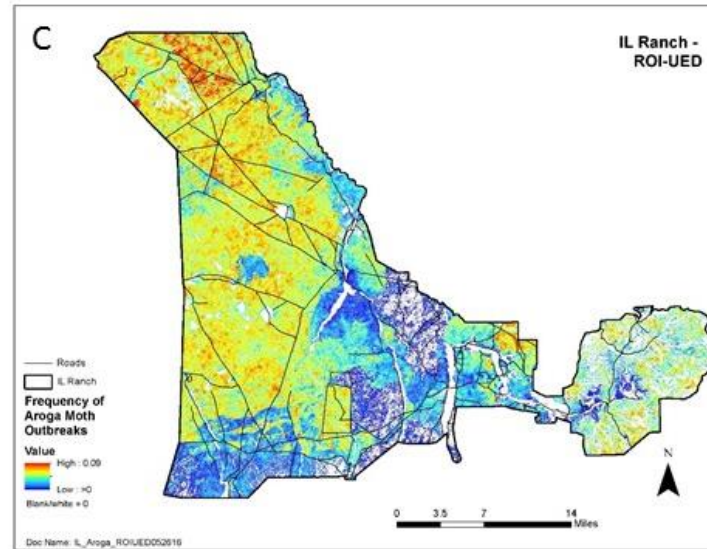 C
IL Ranch -
ROI-UED
Roads
IL Ranch
Frequency of
Aroga Moth
Outbreaks
Value
High : 0.09
Low : >0
Blank/white = 0
N
0 3.5 7 14
Miles
Doc Name: IL_Aroga_ROIUED052616